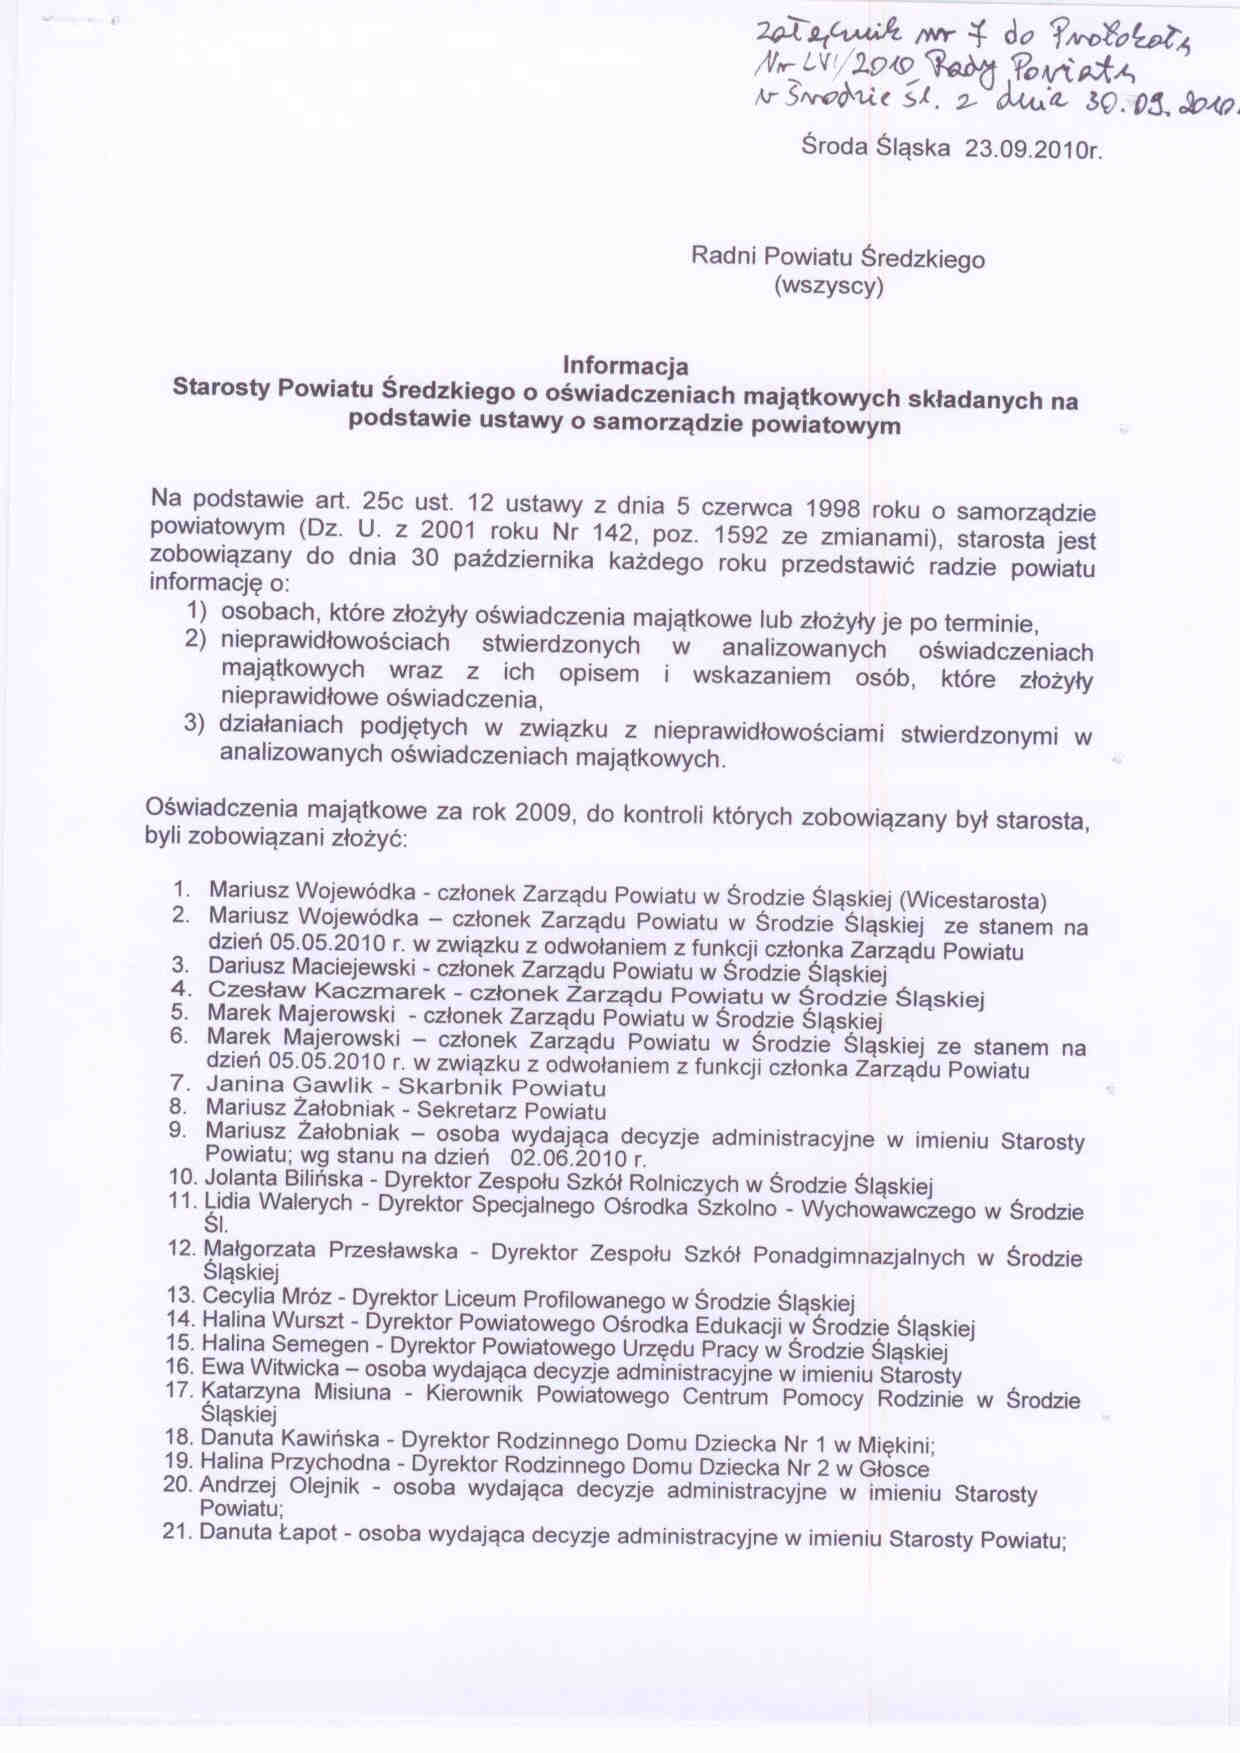 załącznik nr 7 do Protokołu
Nr LVI/2010 Rady Powiatu
w Środzie Śl. z dnia 30.09.2010.
Środa Śląska 23.09.2010r.
Radni Powiatu Średzkiego
(wszyscy)
Informacja
Starosty Powiatu Średzkiego o oświadczeniach majątkowych składanych na
podstawie ustawy o samorządzie powiatowym
Na podstawie art. 25c ust. 12 ustawy z dnia 5 czerwca 1998 roku o samorządzie
powiatowym (Dz. U. z 2001 roku Nr 142, poz. 1592 ze zmianami), starosta jest
zobowiązany do dnia 30 października każdego roku przedstawić radzie powiatu
informację o:
1) osobach, które złożyły oświadczenia majątkowe lub złożyły je po terminie,
2) nieprawidłowościach stwierdzonych w analizowanych oświadczeniach
majątkowych wraz z ich opisem i wskazaniem osób, które złożyły
nieprawidłowe oświadczenia,
3) działaniach podjętych w związku z nieprawidłowościami stwierdzonymi w
analizowanych oświadczeniach majątkowych.
Oświadczenia majątkowe za rok 2009, do kontroli których zobowiązany był starosta,
byli zobowiązani złożyć:
1. Mariusz Wojewódka - członek Zarządu Powiatu w Środzie Śląskiej (Wicestarosta)
2. Mariusz Wojewódka – członek Zarządu Powiatu w Środzie Śląskiej ze stanem na
dzień 05.05.2010 r. w związku z odwołaniem z funkcji członka Zarządu Powiatu
3. Dariusz Maciejewski - członek Zarządu Powiatu w Środzie Śląskiej
4. Czesław Kaczmarek - członek Zarządu Powiatu w Środzie Śląskiej
5. Marek Majerowski - członek Zarządu Powiatu w Środzie Śląskiej
6. Marek Majerowski – członek Zarządu Powiatu w Środzie Śląskiej ze stanem na
dzień 05.05.2010 r. w związku z odwołaniem z funkcji członka Zarządu Powiatu
7. Janina Gawlik - Skarbnik Powiatu
8. Mariusz Żałobniak - Sekretarz Powiatu
9. Mariusz Żałobniak – osoba wydająca decyzje administracyjne w imieniu Starosty
Powiatu; wg stanu na dzień 02.06.2010 r.
10. Jolanta Bilińska - Dyrektor Zespołu Szkół Rolniczych w Środzie Śląskiej
11. Lidia Walerych - Dyrektor Specjalnego Ośrodka Szkolno - Wychowawczego w Środzie
Śl.
12. Małgorzata Przesławska - Dyrektor Zespołu Szkół Ponadgimnazjalnych w Środzie
Śląskiej
13. Cecylia Mróz - Dyrektor Liceum Profilowanego w Środzie Śląskiej
14. Halina Wurszt - Dyrektor Powiatowego Ośrodka Edukacji w Środzie Śląskiej
15. Halina Semegen - Dyrektor Powiatowego Urzędu Pracy w Środzie Śląskiej
16. Ewa Witwicka – osoba wydająca decyzje administracyjne w imieniu Starosty
17. Katarzyna Misiuna - Kierownik Powiatowego Centrum Pomocy Rodzinie w Środzie
Śląskiej
18. Danuta Kawińska - Dyrektor Rodzinnego Domu Dziecka Nr 1 w Miękini;
19. Halina Przychodna - Dyrektor Rodzinnego Domu Dziecka Nr 2 w Głosce
20. Andrzej Olejnik - osoba wydająca decyzje administracyjne w imieniu Starosty
Powiatu;
21. Danuta Łapot - osoba wydająca decyzje administracyjne w imieniu Starosty Powiatu;